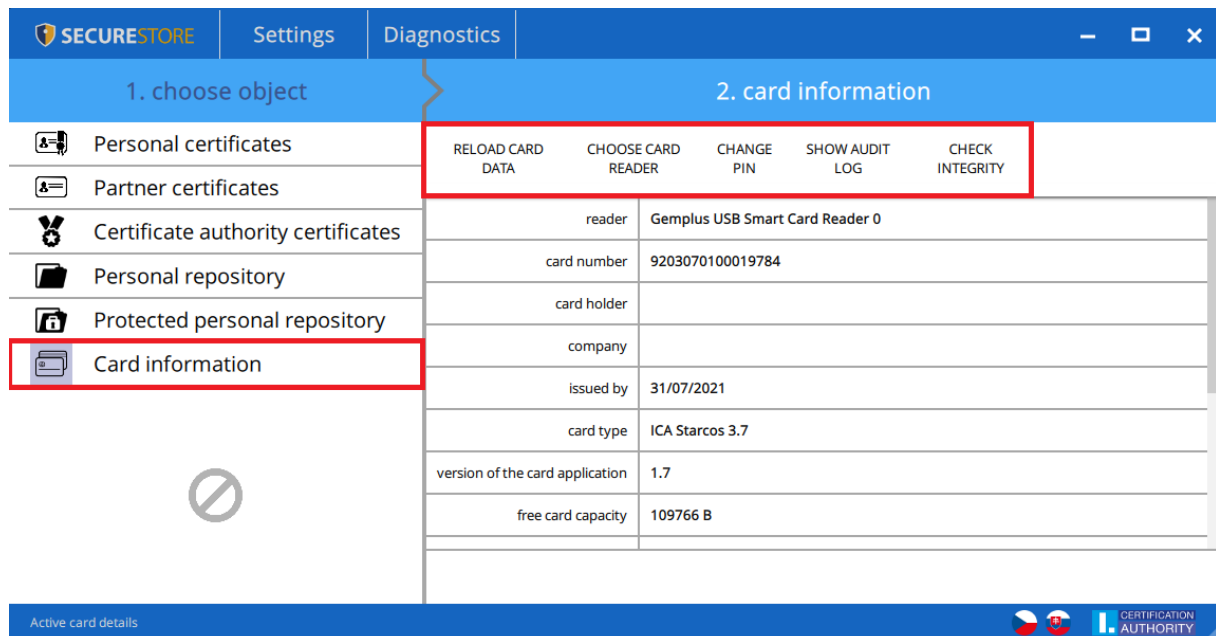 SECURESTORE Settings Diagnostics
1. choose object
2. card information
Personal certificates
Partner certificates
Certificate authority certificates
Personal repository
Protected personal repository
Card information
RELOAD CARD DATA
CHOOSE CARD READER
CHANGE PIN
SHOW AUDIT LOG
CHECK INTEGRITY
reader Gemplus USB Smart Card Reader 0
card number 9203070100019784
card holder
company
issued by 31/07/2021
card type ICA Starcos 3.7
version of the card application 1.7
free card capacity 109766 B
Active card details
I. CERTIFICATION
AUTHORITY